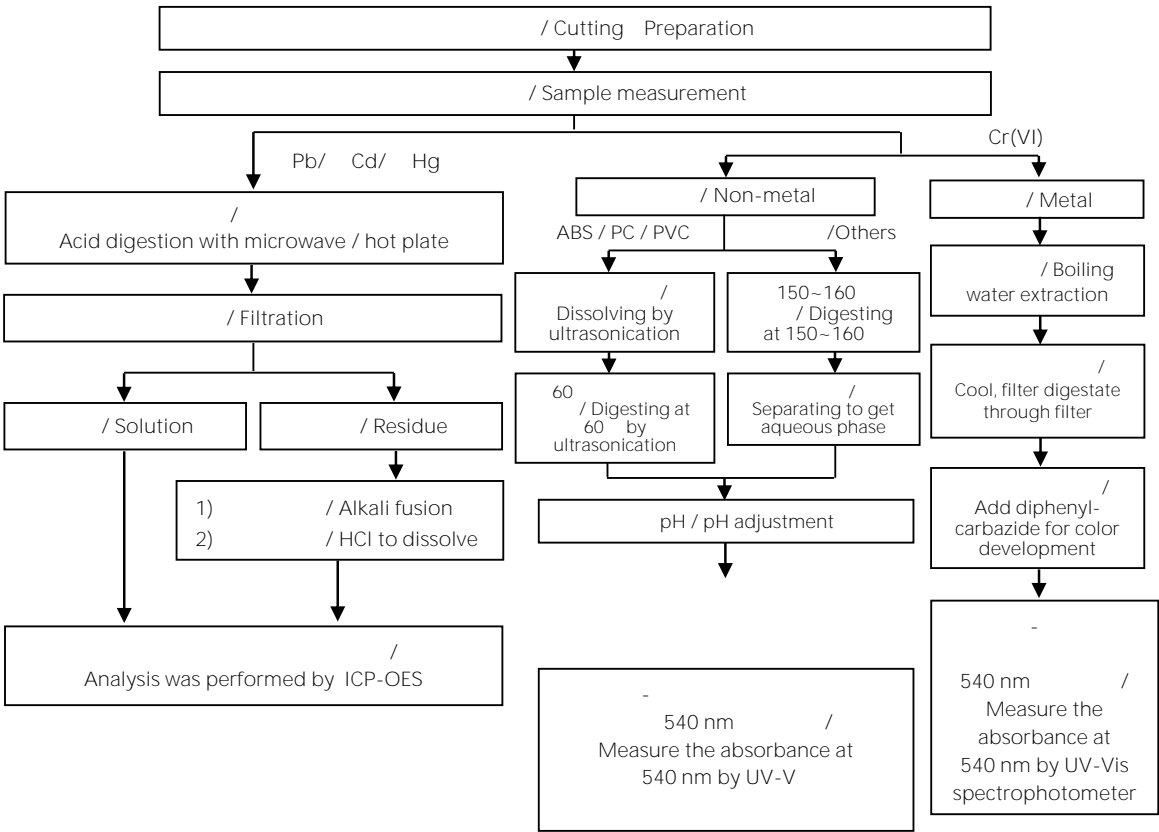 / Cutting Preparation
/ Sample measurement
Cr(VI)
Pb/ Cd/ Hg
/ Non-metal
/ Metal
/
Acid digestion with microwave / hot plate
ABS / PC / PVC
/Others
/ Boiling
water extraction
/
Dissolving by
ultrasonication
150~160
/ Digesting
at 150~160
/ Filtration
/
Cool, filter digestate
through filter
60
/ Digesting at
60 by
ultrasonication
/
Separating to get
aqueous phase
/ Solution
/ Residue
/
Add diphenyl-
carbazide for color
development
1) / Alkali fusion
2) / HCl to dissolve
pH / pH adjustment
/
Analysis was performed by ICP-OES
-
540 nm /
Measure the absorbance at
540 nm by UV-V
-
540 nm /
Measure the
absorbance at
540 nm by UV-Vis
spectrophotometer